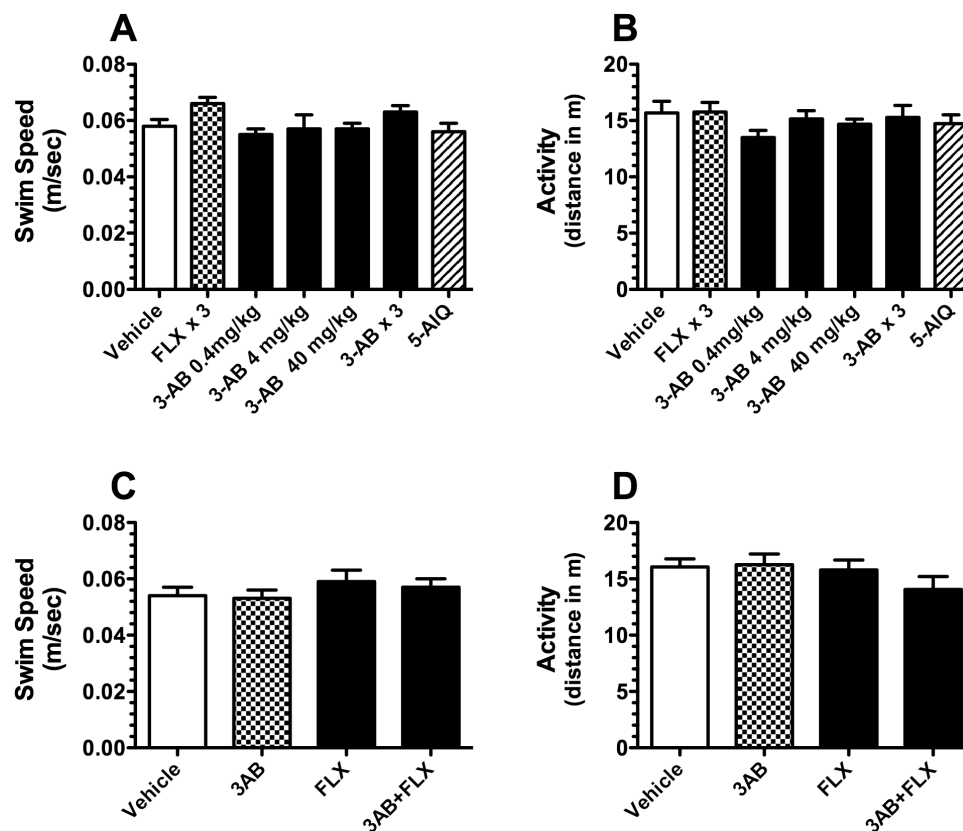 A
Swim Speed
(m/sec)
0.08
0.06
0.04
0.02
0.00
Vehicle
FLX x 3
3-AB 0.4mg/kg
3-AB 4 mg/kg
3-AB 40 mg/kg
3-AB x 3
5-AIQ
B
Activity
(distance in m)
20
15
10
5
0
Vehicle
FLX x 3
3-AB 0.4mg/kg
3-AB 4 mg/kg
3-AB 40 mg/kg
3-AB x 3
5-AIQ
C
Swim Speed
(m/sec)
0.08
0.06
0.04
0.02
0.00
Vehicle
3AB
FLX
3AB+FLX
D
Activity
(distance in m)
20
15
10
5
0
Vehicle
3AB
FLX
3AB+FLX